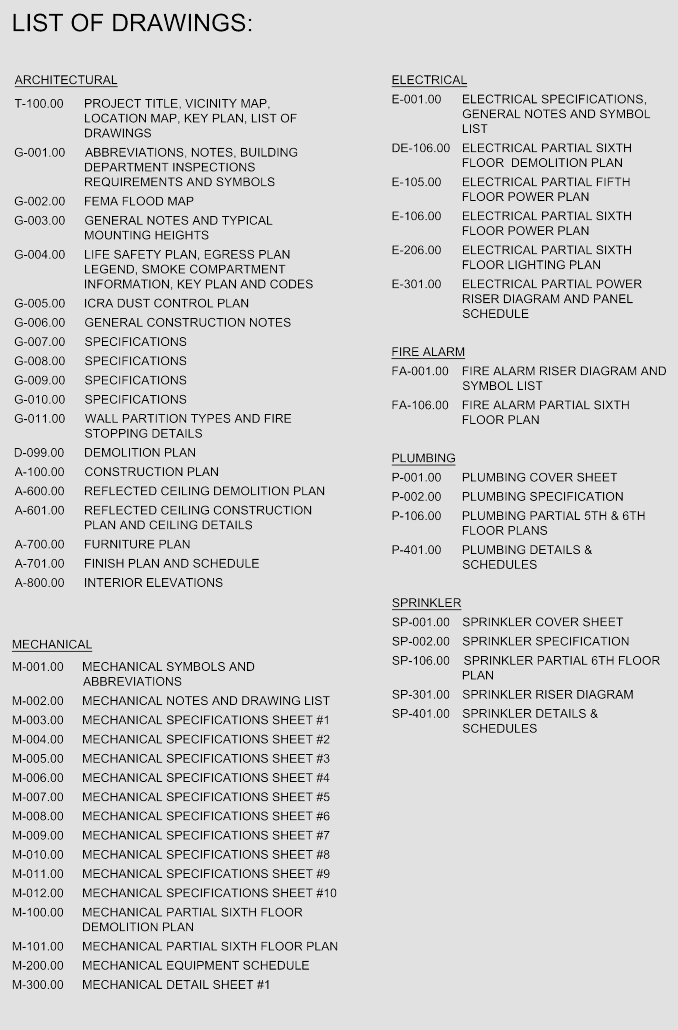 LIST OF DRAWINGS:
ARCHITECTURAL
T-100.00 PROJECT TITLE, VICINITY MAP,
LOCATION MAP, KEY PLAN, LIST OF
DRAWINGS
G-001.00 ABBREVIATIONS, NOTES, BUILDING
DEPARTMENT INSPECTIONS
REQUIREMENTS AND SYMBOLS
G-002.00 FEMA FLOOD MAP
G-003.00 GENERAL NOTES AND TYPICAL
MOUNTING HEIGHTS
G-004.00 LIFE SAFETY PLAN, EGRESS PLAN
LEGEND, SMOKE COMPARTMENT
INFORMATION, KEY PLAN AND CODES
G-005.00 ICRA DUST CONTROL PLAN
G-006.00 GENERAL CONSTRUCTION NOTES
G-007.00 SPECIFICATIONS
G-008.00 SPECIFICATIONS
G-009.00 SPECIFICATIONS
G-010.00 SPECIFICATIONS
G-011.00 WALL PARTITION TYPES AND FIRE
STOPPING DETAILS
D-099.00 DEMOLITION PLAN
A-100.00 CONSTRUCTION PLAN
A-600.00 REFLECTED CEILING DEMOLITION PLAN
A-601.00 REFLECTED CEILING CONSTRUCTION
PLAN AND CEILING DETAILS
A-700.00 FURNITURE PLAN
A-701.00 FINISH PLAN AND SCHEDULE
A-800.00 INTERIOR ELEVATIONS
MECHANICAL
M-001.00 MECHANICAL SYMBOLS AND
ABBREVIATIONS
M-002.00 MECHANICAL NOTES AND DRAWING LIST
M-003.00 MECHANICAL SPECIFICATIONS SHEET #1
M-004.00 MECHANICAL SPECIFICATIONS SHEET #2
M-005.00 MECHANICAL SPECIFICATIONS SHEET #3
M-006.00 MECHANICAL SPECIFICATIONS SHEET #4
M-007.00 MECHANICAL SPECIFICATIONS SHEET #5
M-008.00 MECHANICAL SPECIFICATIONS SHEET #6
M-009.00 MECHANICAL SPECIFICATIONS SHEET #7
M-010.00 MECHANICAL SPECIFICATIONS SHEET #8
M-011.00 MECHANICAL SPECIFICATIONS SHEET #9
M-012.00 MECHANICAL SPECIFICATIONS SHEET #10
M-100.00 MECHANICAL PARTIAL SIXTH FLOOR
DEMOLITION PLAN
M-101.00 MECHANICAL PARTIAL SIXTH FLOOR PLAN
M-200.00 MECHANICAL EQUIPMENT SCHEDULE
M-300.00 MECHANICAL DETAIL SHEET #1
ELECTRICAL
E-001.00 ELECTRICAL SPECIFICATIONS,
GENERAL NOTES AND SYMBOL
LIST
DE-106.00 ELECTRICAL PARTIAL SIXTH
FLOOR DEMOLITION PLAN
E-105.00 ELECTRICAL PARTIAL FIFTH
FLOOR POWER PLAN
E-106.00 ELECTRICAL PARTIAL SIXTH
FLOOR POWER PLAN
E-206.00 ELECTRICAL PARTIAL SIXTH
FLOOR LIGHTING PLAN
E-301.00 ELECTRICAL PARTIAL POWER
RISER DIAGRAM AND PANEL
SCHEDULE
FIRE ALARM
FA-001.00 FIRE ALARM RISER DIAGRAM AND
SYMBOL LIST
FA-106.00 FIRE ALARM PARTIAL SIXTH
FLOOR PLAN
PLUMBING
P-001.00 PLUMBING COVER SHEET
P-002.00 PLUMBING SPECIFICATION
P-106.00 PLUMBING PARTIAL 5TH & 6TH
FLOOR PLANS
P-401.00 PLUMBING DETAILS &
SCHEDULES
SPRINKLER
SP-001.00 SPRINKLER COVER SHEET
SP-002.00 SPRINKLER SPECIFICATION
SP-106.00 SPRINKLER PARTIAL 6TH FLOOR
PLAN
SP-301.00 SPRINKLER RISER DIAGRAM
SP-401.00 SPRINKLER DETAILS &
SCHEDULES